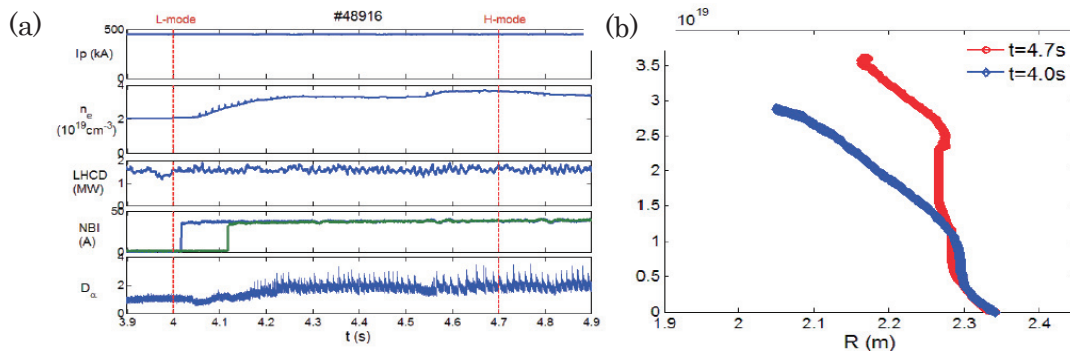 (a)
L-mode #48916 H-mode
500
Ip (kA)
0
4
n_e
(10^19cm-3)
2
0
2
LHCD
(MW)
1
0
50
NBI
(A)
0
4
D_α
2
0
3.9 4 4.1 4.2 4.3 4.4 4.5 4.6 4.7 4.8 4.9
t (s)
(b)
10^19
t=4.7s
t=4.0s
3.5
3
2.5
2
1.5
1
0.5
0
1.9 2 2.1 2.2 2.3 2.4
R (m)